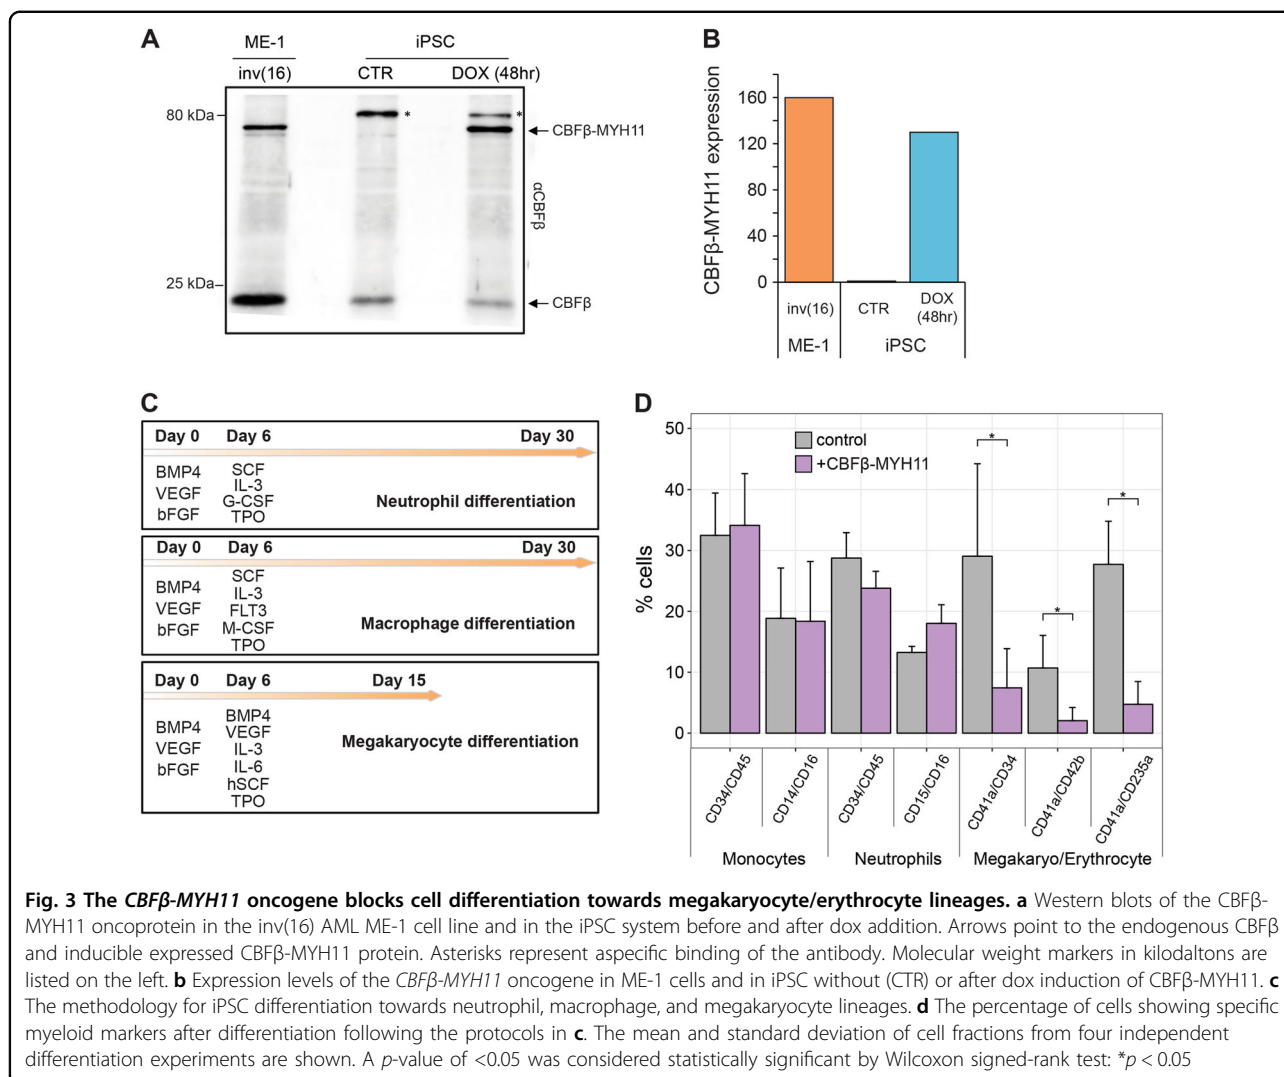 A
ME-1
iPSC
inv(16)
CTR
DOX (48hr)
80 kDa
*
*
CBFβ-MYH11
αCBFβ
25 kDa
CBFβ
B
CBFβ-MYH11 expression
160
120
80
40
0
inv(16)
CTR
DOX
(48hr)
ME-1
iPSC
C
Day 0 Day 6 Day 30
BMP4
VEGF
bFGF
SCF
IL-3
G-CSF
TPO
Neutrophil differentiation
Day 0 Day 6 Day 30
BMP4
VEGF
bFGF
SCF
IL-3
FLT3
M-CSF
TPO
Macrophage differentiation
Day 0 Day 6 Day 15
BMP4
VEGF
bFGF
BMP4
VEGF
IL-3
IL-6
hSCF
TPO
Megakaryocyte differentiation
D
% cells
50
40
30
20
10
0
control
+CBFβ-MYH11
*
*
*
CD34/CD45
CD14/CD16
CD34/CD45
CD15/CD16
CD41a/CD34
CD41a/CD42b
CD41a/CD235a
Monocytes
Neutrophils
Megakaryo/Erythrocyte
Fig. 3 The CBFβ-MYH11 oncogene blocks cell differentiation towards megakaryocyte/erythrocyte lineages. a Western blots of the CBFβ-
MYH11 oncoprotein in the inv(16) AML ME-1 cell line and in the iPSC system before and after dox addition. Arrows point to the endogenous CBFβ
and inducible expressed CBFβ-MYH11 protein. Asterisks represent aspecific binding of the antibody. Molecular weight markers in kilodaltons are
listed on the left. b Expression levels of the CBFβ-MYH11 oncogene in ME-1 cells and in iPSC without (CTR) or after dox induction of CBFβ-MYH11. c
The methodology for iPSC differentiation towards neutrophil, macrophage, and megakaryocyte lineages. d The percentage of cells showing specific
myeloid markers after differentiation following the protocols in c. The mean and standard deviation of cell fractions from four independent
differentiation experiments are shown. A p-value of <0.05 was considered statistically significant by Wilcoxon signed-rank test: *p < 0.05